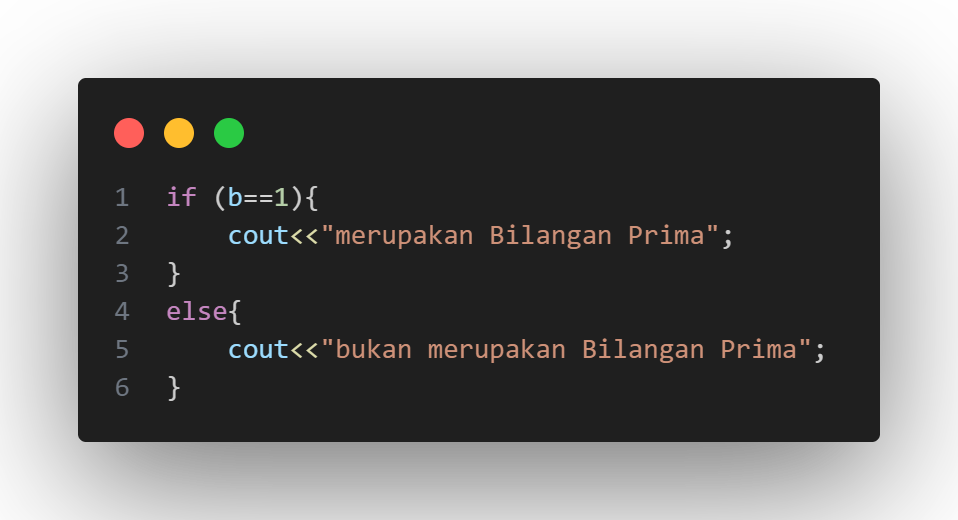 1 if (b==1){
2 cout<<"merupakan Bilangan Prima";
3 }
4 else{
5 cout<<"bukan merupakan Bilangan Prima";
6 }